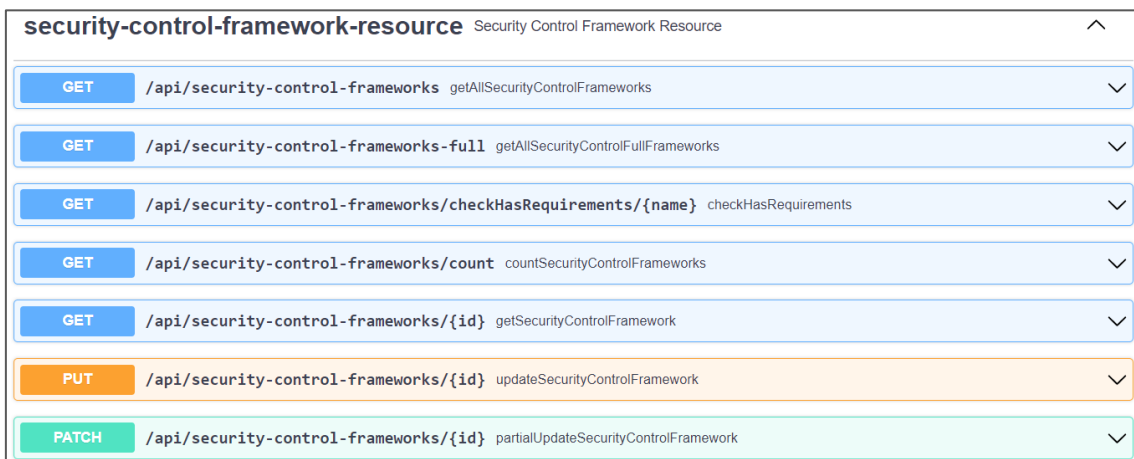 security-control-framework-resource Security Control Framework Resource
GET /api/security-control-frameworks getAllSecurityControlFrameworks
GET /api/security-control-frameworks-full getAllSecurityControlFullFrameworks
GET /api/security-control-frameworks/checkHasRequirements/{name} checkHasRequirements
GET /api/security-control-frameworks/count countSecurityControlFrameworks
GET /api/security-control-frameworks/{id} getSecurityControlFramework
PUT /api/security-control-frameworks/{id} updateSecurityControlFramework
PATCH /api/security-control-frameworks/{id} partialUpdateSecurityControlFramework